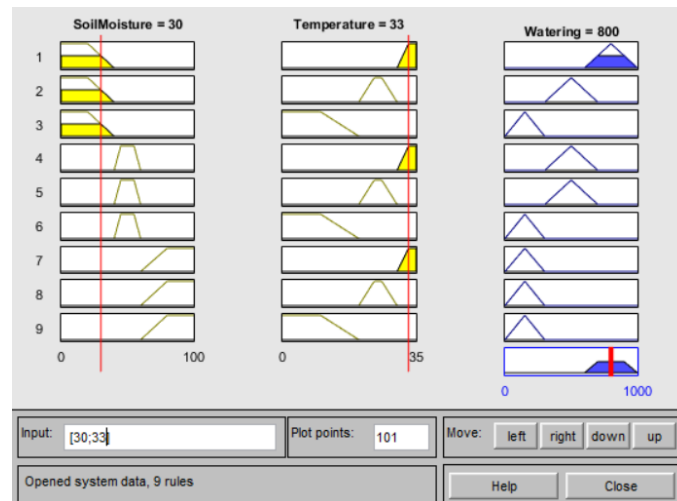 SoilMoisture = 30 Temperature = 33 Watering = 800
1
2
3
4
5
6
7
8
9
0 100 0 35
0 1000
Input: [30;33] Plot points: 101 Move: left right down up
Opened system data, 9 rules Help Close